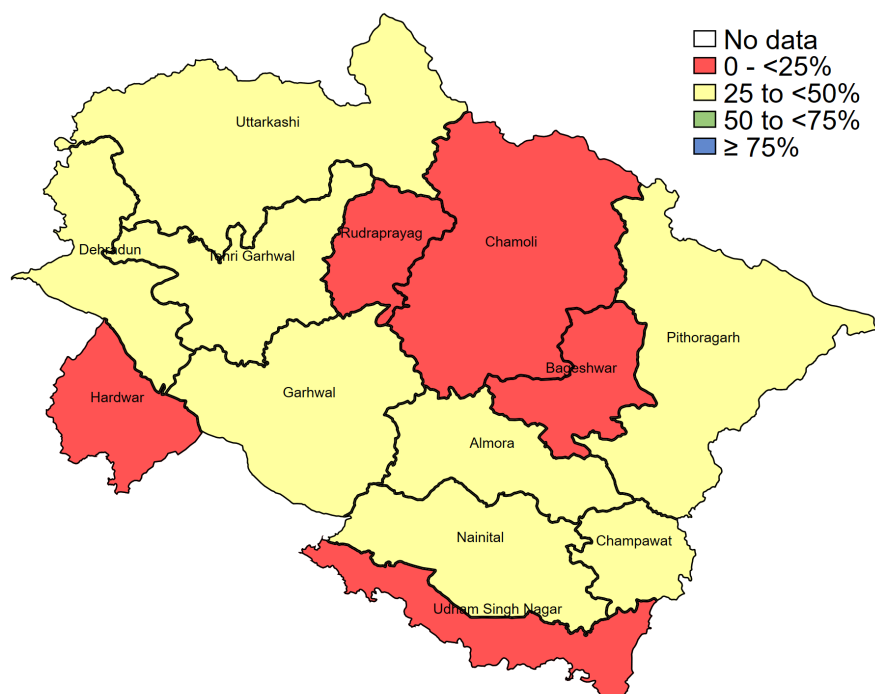 No data
0 - <25%
25 to <50%
50 to <75%
≥ 75%
Uttarkashi
Rudraprayag
Chamoli
Dehradun
Tehri Garhwal
Pithoragarh
Bageshwar
Garhwal
Hardwar
Almora
Nainital
Champawat
Udham Singh Nagar